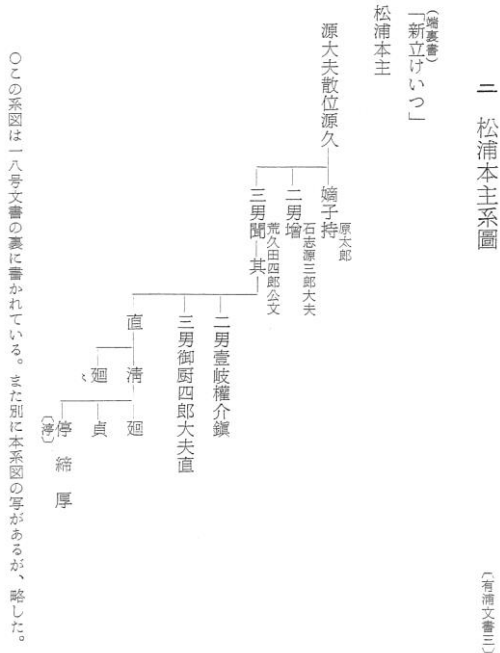 二　松浦本主系圖
〔有浦文書三〕
（端裏書）
「新立けいつ」
松浦本主
源大夫散位源久
嫡子持
原太郎
二男增
石志源三郎大夫
三男聞
荒久田四郎公文
其
二男壹岐權介鎭
三男御厨四郎大夫直
直
清
廻
廻
貞
停
〔淳〕
締
厚
○この系図は一八号文書の裏に書かれている。また別に本系図の写があるが、略した。